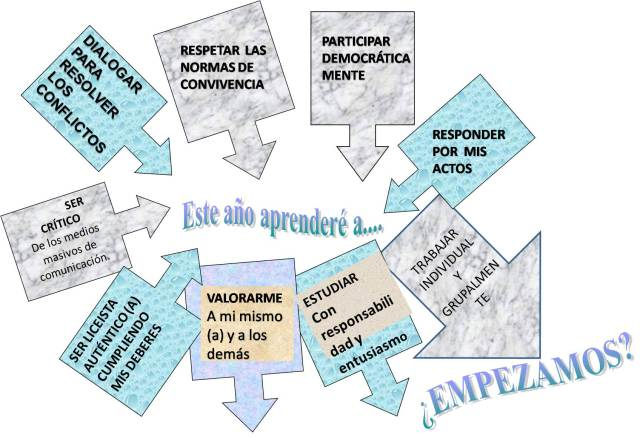 DIALOGAR
PARA
RESOLVER
LOS
CONFLICTOS
RESPETAR LAS
NORMAS DE
CONVIVENCIA
PARTICIPAR
DEMOCRÁTICA
MENTE
RESPONDER
POR MIS
ACTOS
SER
CRÍTICO
De los medios
masivos de
comunicación.
Este año aprenderé a....
SER LICEISTA
AUTÉNTICO (A)
CUMPLIENDO
MIS DEBERES
VALORARME
A mi mismo
(a) y a los
demás
ESTUDIAR
Con
responsabili
dad y
entusiasmo
TRABAJAR
INDIVIDUAL
Y
GRUPALMEN
TE
¿EMPEZAMOS?